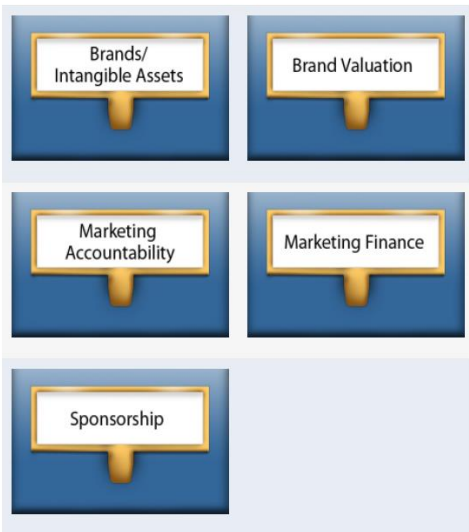 Brands/
Intangible Assets
Brand Valuation
Marketing
Accountability
Marketing Finance
Sponsorship